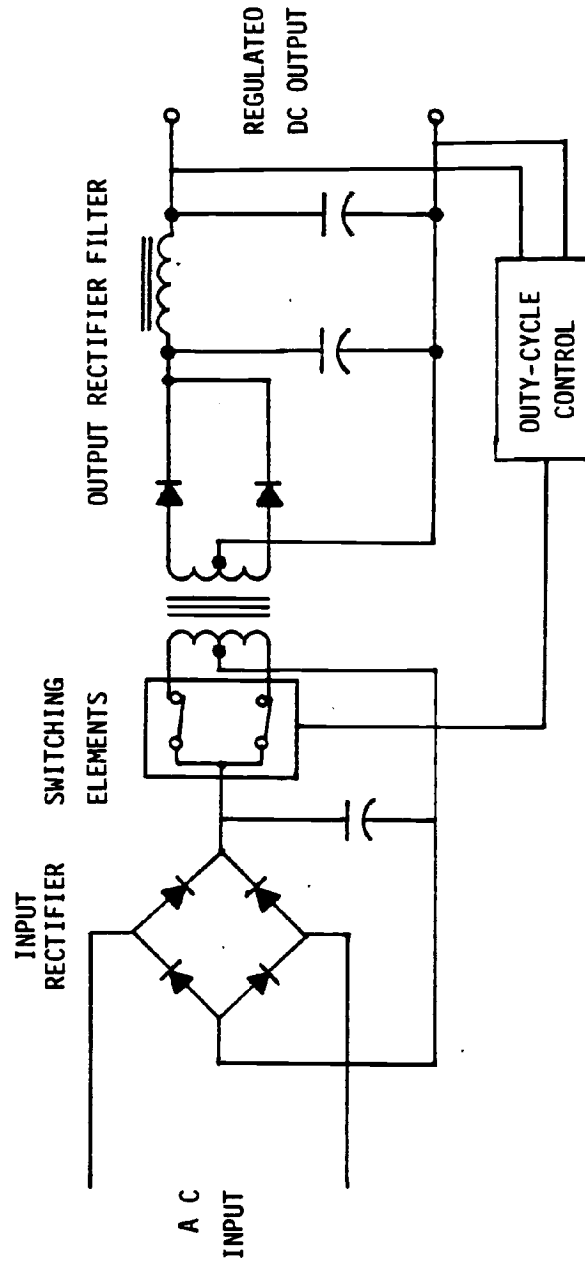 A C
INPUT
INPUT
RECTIFIER
SWITCHING
ELEMENTS
OUTPUT RECTIFIER FILTER
REGULATED
DC OUTPUT
OUTY-CYCLE
CONTROL